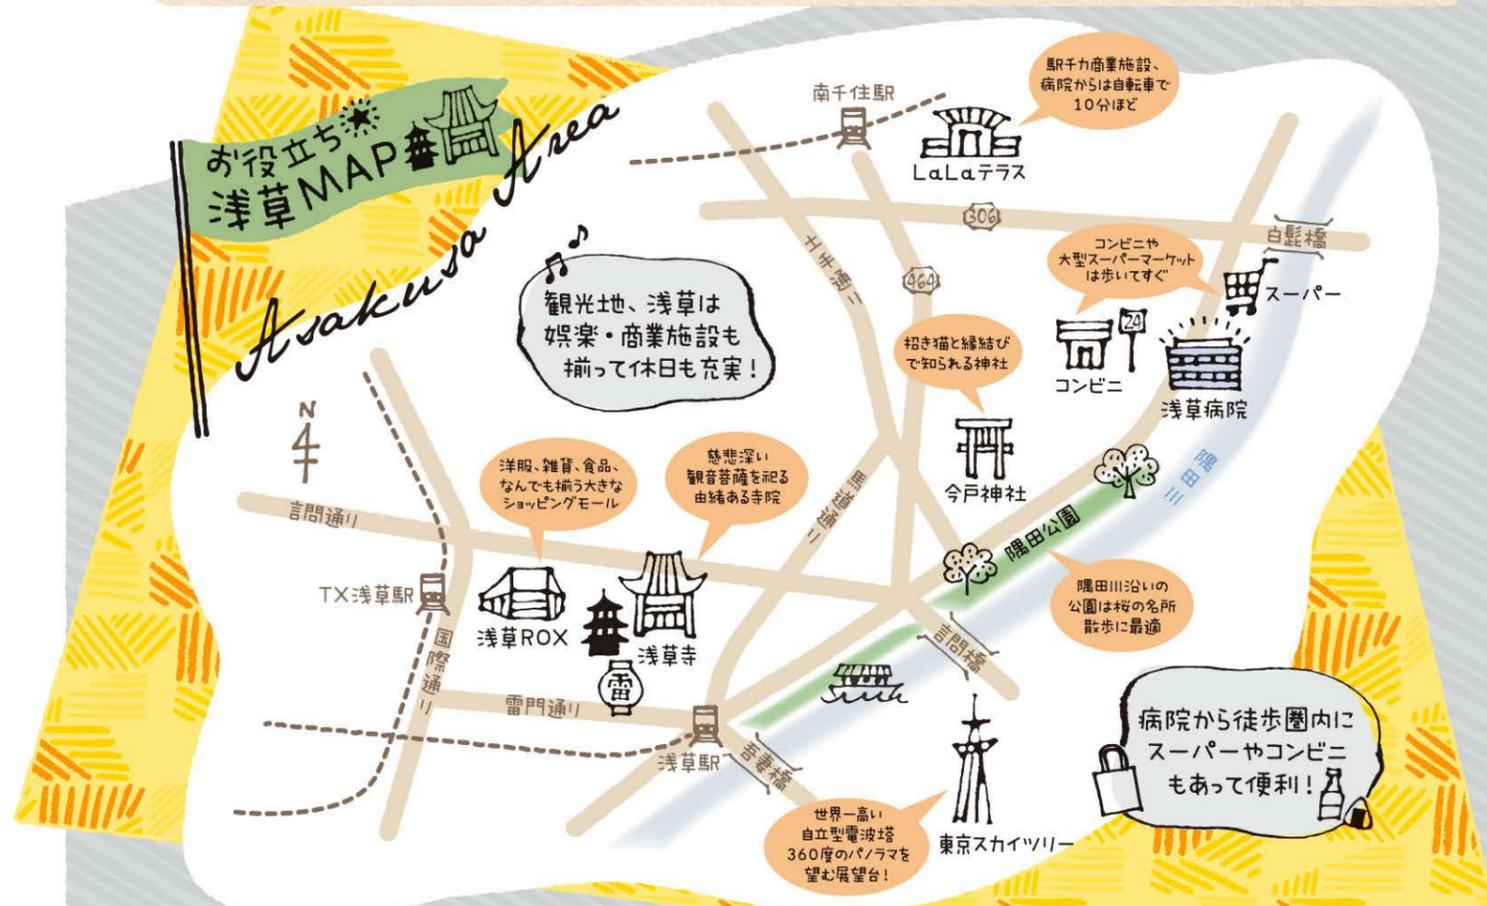 お役立ち
浅草MAP
Asakusa Area
観光地、浅草は
娯楽・商業施設も
揃って休日も充実!
南千住駅
駅チカ商業施設、
病院からは自転車で
10分ほど
LaLaテラス
306
白髭橋
土手通り
464
コンビニや
大型スーパーマーケット
は歩いてすぐ
スーパー
24
コンビニ
浅草病院
招き猫と縁結び
で知られる神社
今戸神社
隅田川
N
言問通り
洋服、雑貨、食品、
なんでも揃う大きな
ショッピングモール
慈悲深い
観音菩薩を祀る
由緒ある寺院
馬道通り
隅田公園
隅田川沿いの
公園は桜の名所
散歩に最適
TX浅草駅
浅草ROX
浅草寺
雷
国際通り
雷門通り
浅草駅
言問橋
吾妻橋
世界一高い
自立型電波塔
360度のパノラマを
望む展望台!
東京スカイツリー
病院から徒歩圏内に
スーパーやコンビニ
もあって便利!